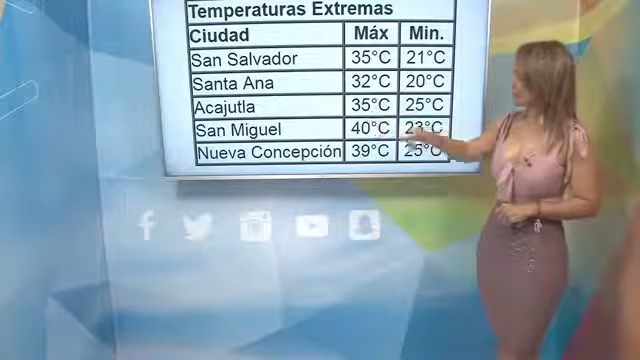 Temperaturas Extremas
Ciudad Máx Min.
San Salvador 35°C 21°C
Santa Ana 32°C 20°C
Acajutla 35°C 25°C
San Miguel 40°C 23°C
Nueva Concepción 39°C 25°C